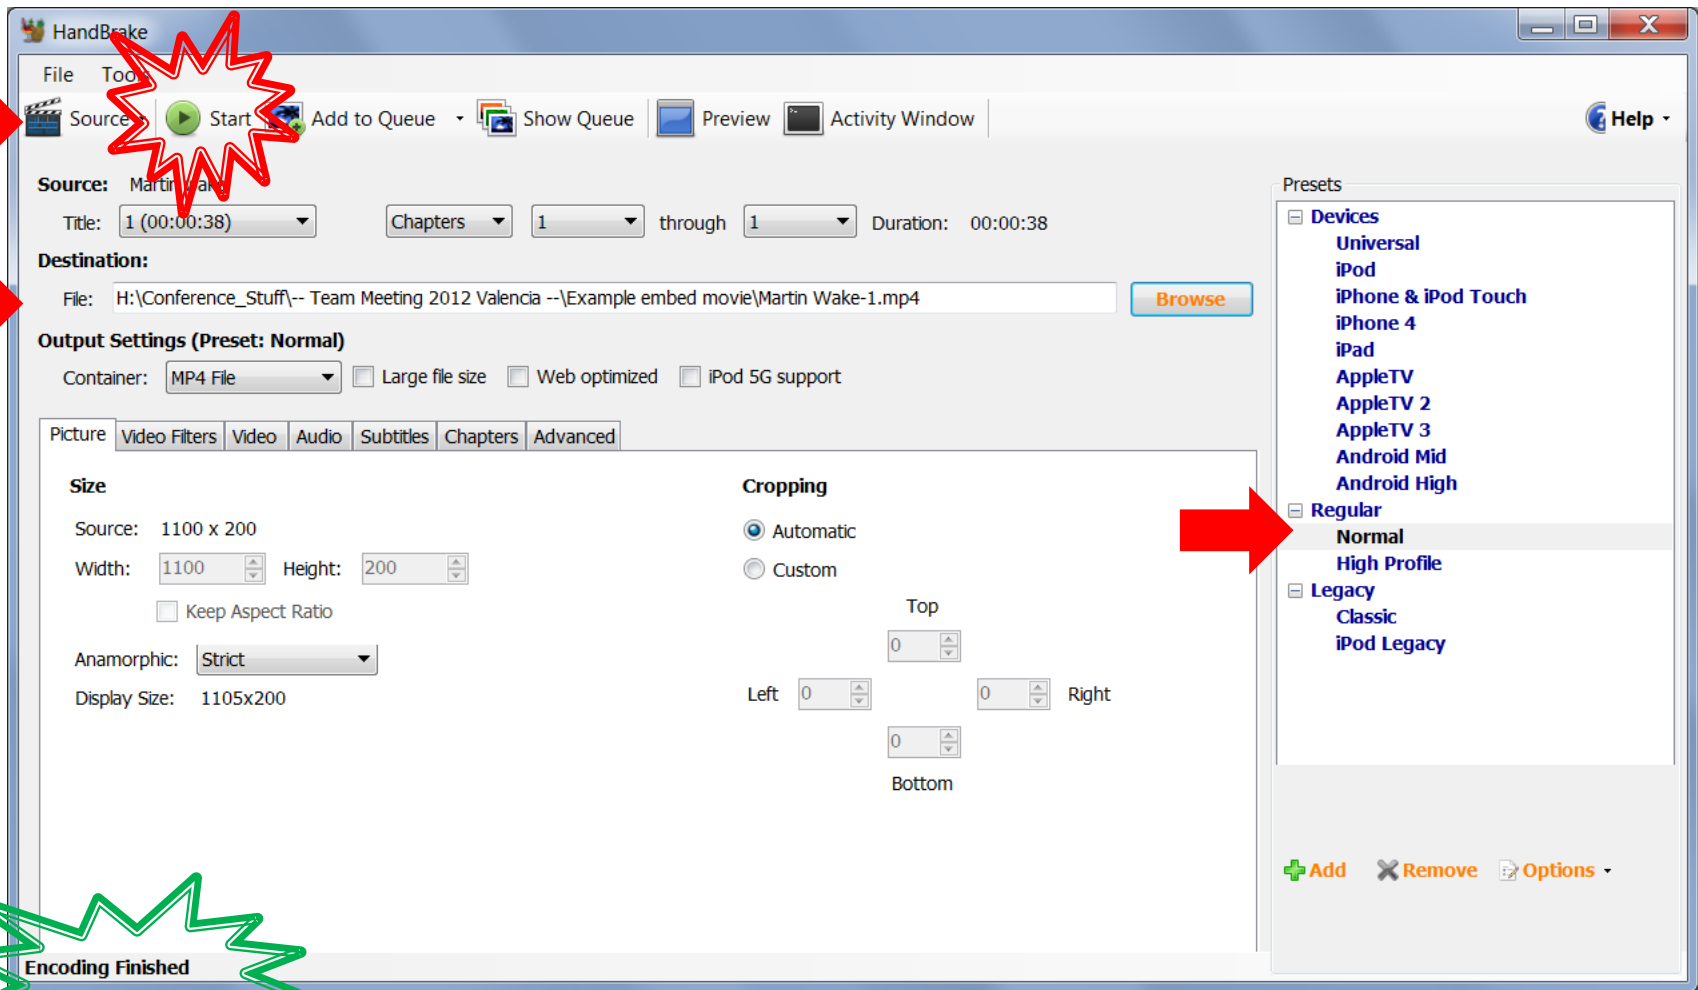 HandBrake
File Tools
Source Start Add to Queue Show Queue Preview Activity Window Help
Source: Martin Wake
Title: 1 (00:00:38) Chapters 1 through 1 Duration: 00:00:38
Destination:
File: H:\Conference_Stuff\-- Team Meeting 2012 Valencia --\Example embed movie\Martin Wake-1.mp4 Browse
Output Settings (Preset: Normal)
Container: MP4 File Large file size Web optimized iPod 5G support
Picture Video Filters Video Audio Subtitles Chapters Advanced
Size
Source: 1100 x 200
Width: 1100 Height: 200
Keep Aspect Ratio
Anamorphic: Strict
Display Size: 1105x200
Cropping
Automatic
Custom
Top
0
Left 0 0 Right
0
Bottom
Presets
Devices
Universal
iPod
iPhone & iPod Touch
iPhone 4
iPad
AppleTV
AppleTV 2
AppleTV 3
Android Mid
Android High
Regular
Normal
High Profile
Legacy
Classic
iPod Legacy
Add Remove Options
Encoding Finished